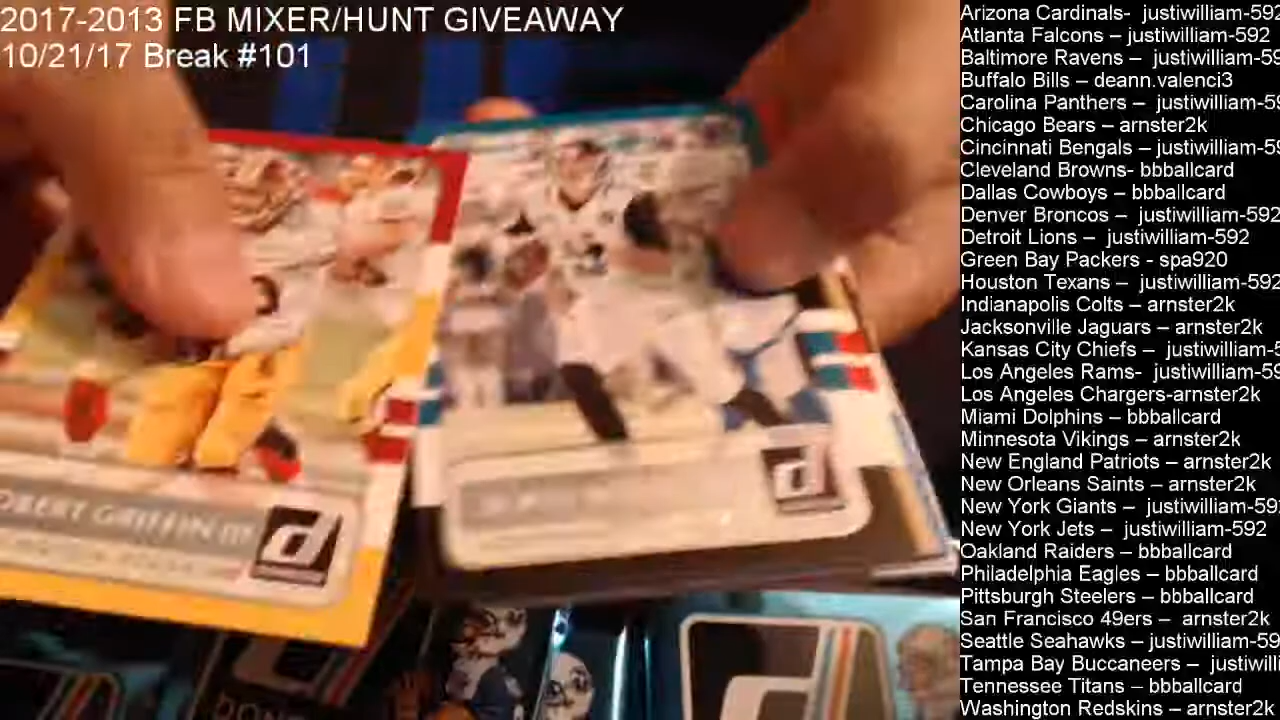 2017-2013 FB MIXER/HUNT GIVEAWAY
10/21/17 Break #101
OBERT GRIFFIN III
Arizona Cardinals-  justiwilliam-592
Atlanta Falcons – justiwilliam-592
Baltimore Ravens –  justiwilliam-59
Buffalo Bills – deann.valenci3
Carolina Panthers –  justiwilliam-59
Chicago Bears – arnster2k
Cincinnati Bengals – justiwilliam-59
Cleveland Browns- bbballcard
Dallas Cowboys – bbballcard
Denver Broncos –  justiwilliam-592
Detroit Lions –  justiwilliam-592
Green Bay Packers - spa920
Houston Texans –  justiwilliam-592
Indianapolis Colts – arnster2k
Jacksonville Jaguars – arnster2k
Kansas City Chiefs –  justiwilliam-5
Los Angeles Rams-  justiwilliam-59
Los Angeles Chargers-arnster2k
Miami Dolphins – bbballcard
Minnesota Vikings – arnster2k
New England Patriots – arnster2k
New Orleans Saints – arnster2k
New York Giants –  justiwilliam-592
New York Jets –  justiwilliam-592
Oakland Raiders – bbballcard
Philadelphia Eagles – bbballcard
Pittsburgh Steelers – bbballcard
San Francisco 49ers –  arnster2k
Seattle Seahawks – justiwilliam-59
Tampa Bay Buccaneers –  justiwilli
Tennessee Titans – bbballcard
Washington Redskins – arnster2k